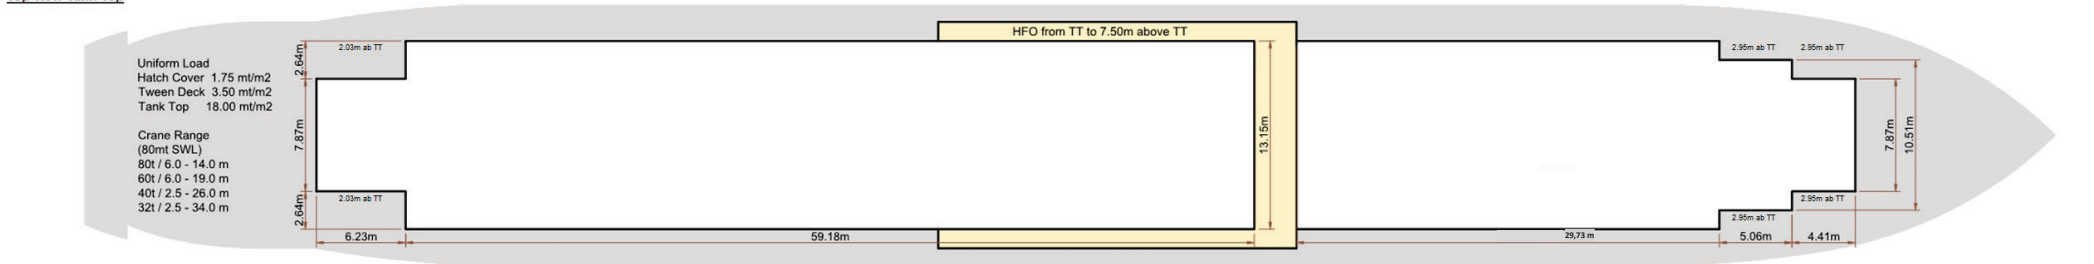 HFO from TT to 7.50m above TT
2.03m ab TT
2.64m
2.95m ab TT
2.95m ab TT
Uniform Load
Hatch Cover 1.75 mt/m2
Tween Deck 3.50 mt/m2
Tank Top 18.00 mt/m2
Crane Range
(80mt SWL)
80t / 6.0 - 14.0 m
60t / 6.0 - 19.0 m
40t / 2.5 - 26.0 m
32t / 2.5 - 34.0 m
7.87m
13.15m
7.87m
10.51m
2.03m ab TT
2.64m
2.95m ab TT
2.95m ab TT
6.23m
59.18m
29,73 m
5.06m
4.41m